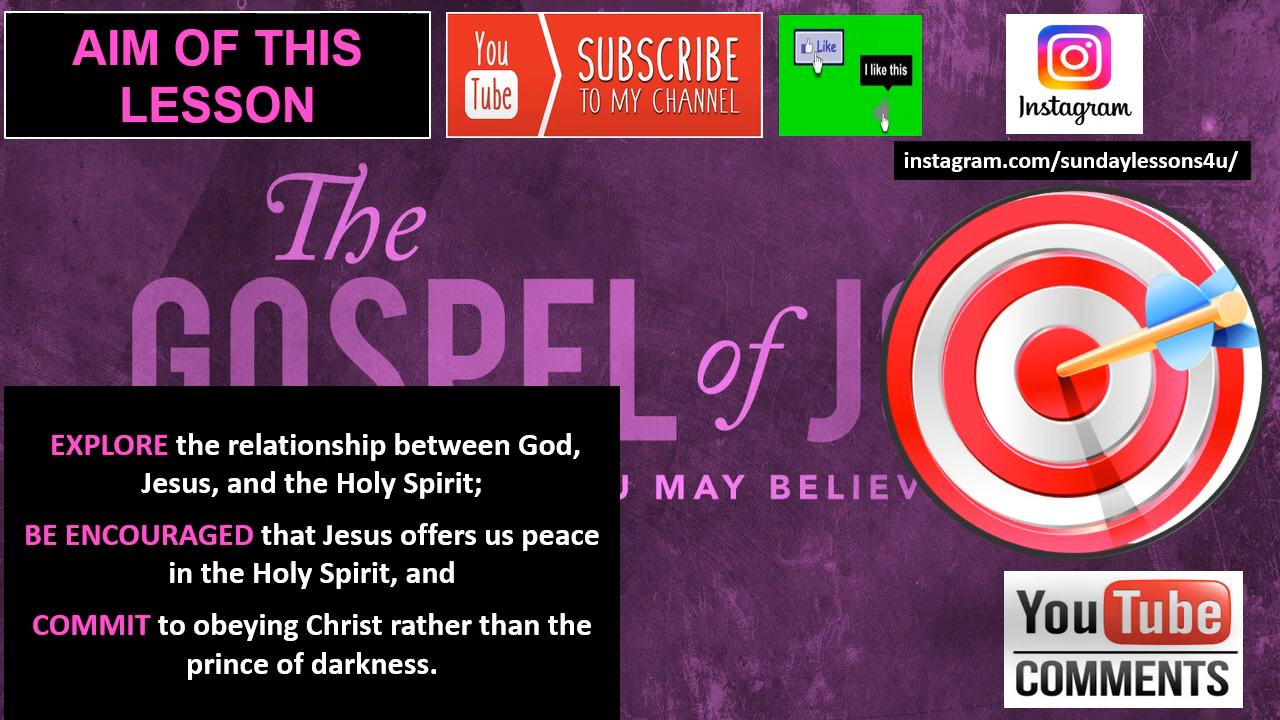 AIM OF THIS
LESSON
You
Tube
SUBSCRIBE
TO MY CHANNEL
Like
I like this
Instagram
instagram.com/sundaylessons4u/
The
GOSPEL of
MAY BELIEV
EXPLORE the relationship between God,
Jesus, and the Holy Spirit;
BE ENCOURAGED that Jesus offers us peace
in the Holy Spirit, and
COMMIT to obeying Christ rather than the
prince of darkness.
You Tube
COMMENTS